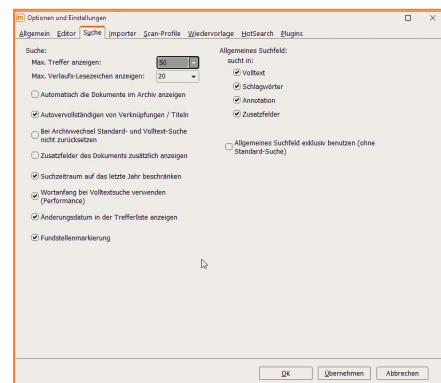 Optionen und Einstellungen
Allgemein Editor Suche Importer Scan-Profile Wiedervorlage HotSearch Plugins
Suche:
Max. Treffer anzeigen: 50
Max. Verlaufs-Lesezeichen anzeigen: 20
Automatisch die Dokumente im Archiv anzeigen
Autovervollständigen von Verknüpfungen / Titeln
Bei Archivwechsel Standard- und Volltext-Suche
nicht zurücksetzen
Zusatzfelder des Dokuments zusätzlich anzeigen
Suchzeitraum auf das letzte Jahr beschränken
Wortanfang bei Volltextsuche verwenden
(Performance)
Änderungsdatum in der Trefferliste anzeigen
Fundstellenmarkierung
Allgemeines Suchfeld:
sucht in:
Volltext
Schlagwörter
Annotation
Zusatzfelder
Allgemeines Suchfeld exklusiv benutzen (ohne
Standard-Suche)
OK Übernehmen Abbrechen